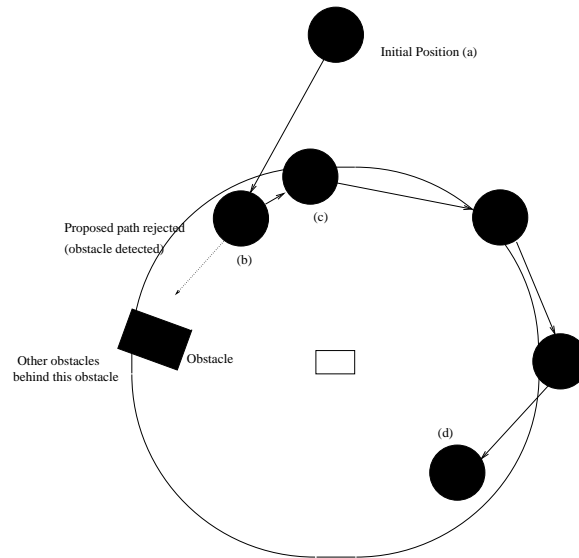 Initial Position (a)
(c)
Proposed path rejected
(obstacle detected)
(b)
Other obstacles
behind this obstacle
Obstacle
(d)